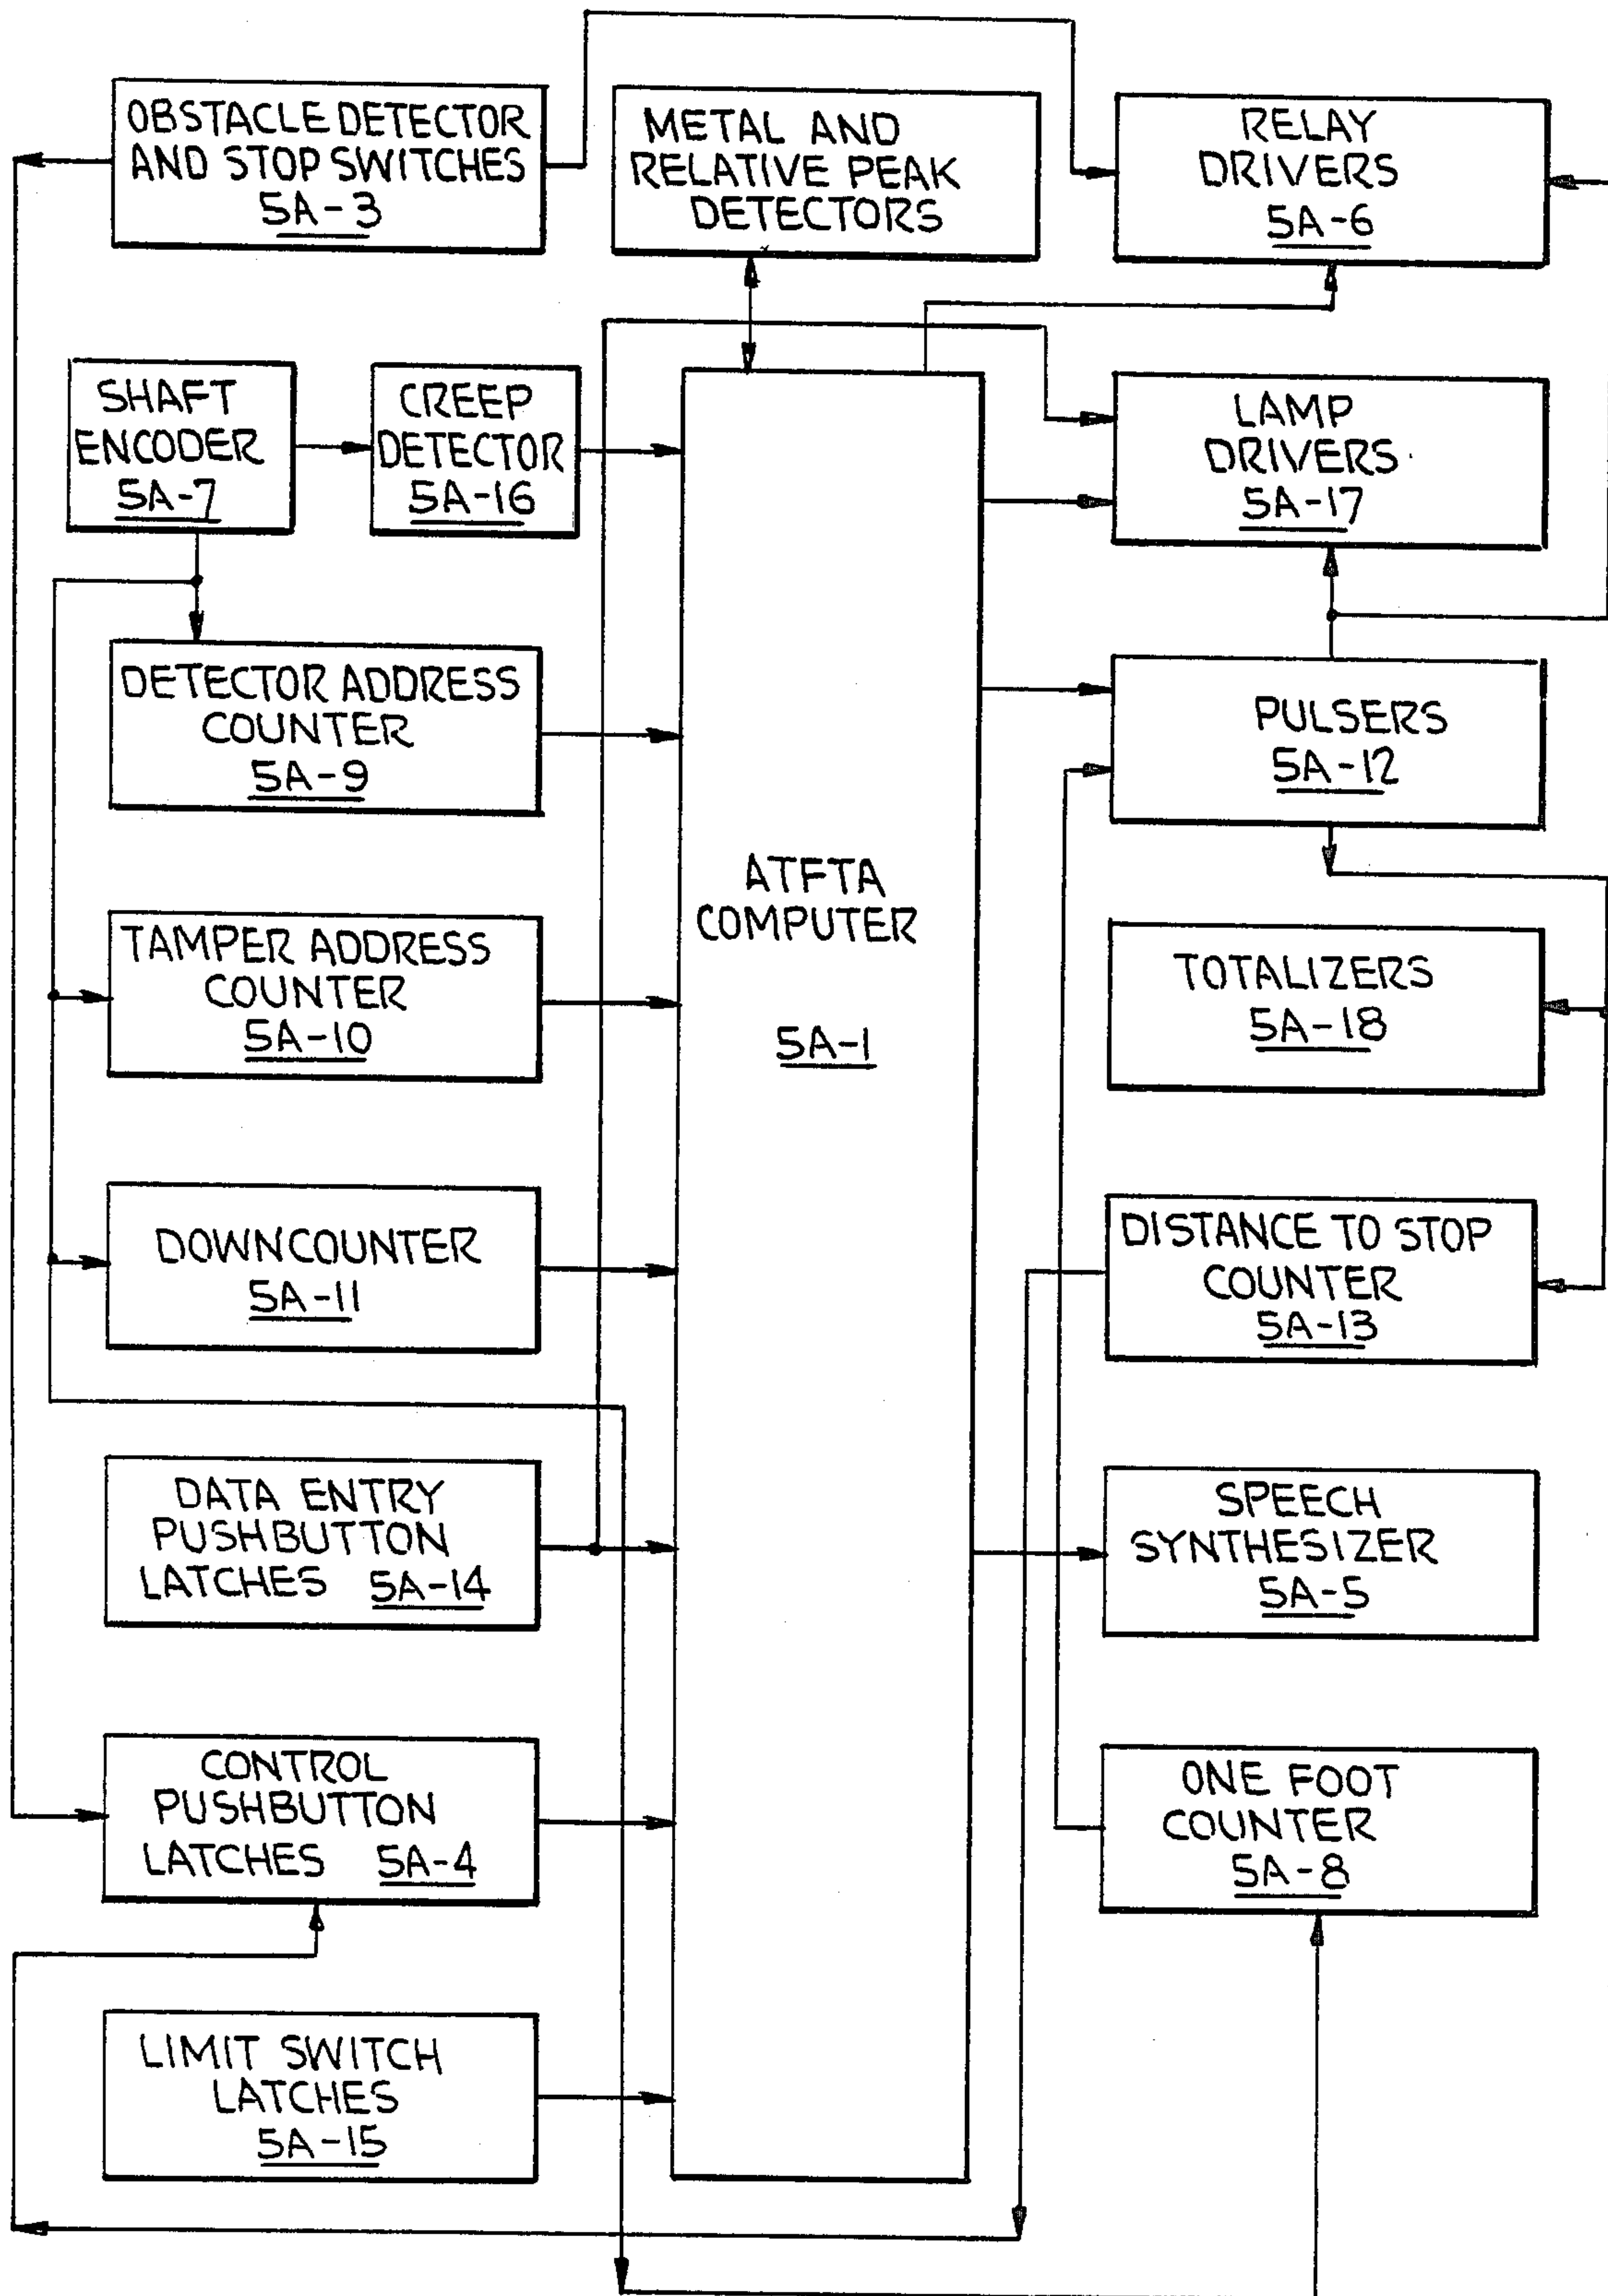 OBSTACLE DETECTOR
AND STOP SWITCHES
5A-3
METAL AND
RELATIVE PEAK
DETECTORS
RELAY
DRIVERS
5A-6
SHAFT
ENCODER
5A-7
CREEP
DETECTOR
5A-16
LAMP
DRIVERS
5A-17
DETECTOR ADDRESS
COUNTER
5A-9
PULSERS
5A-12
ATFTA
COMPUTER
5A-1
TAMPER ADDRESS
COUNTER
5A-10
TOTALIZERS
5A-18
DOWNCOUNTER
5A-11
DISTANCE TO STOP
COUNTER
5A-13
DATA ENTRY
PUSHBUTTON
LATCHES 5A-14
SPEECH
SYNTHESIZER
5A-5
CONTROL
PUSHBUTTON
LATCHES 5A-4
ONE FOOT
COUNTER
5A-8
LIMIT SWITCH
LATCHES
5A-15